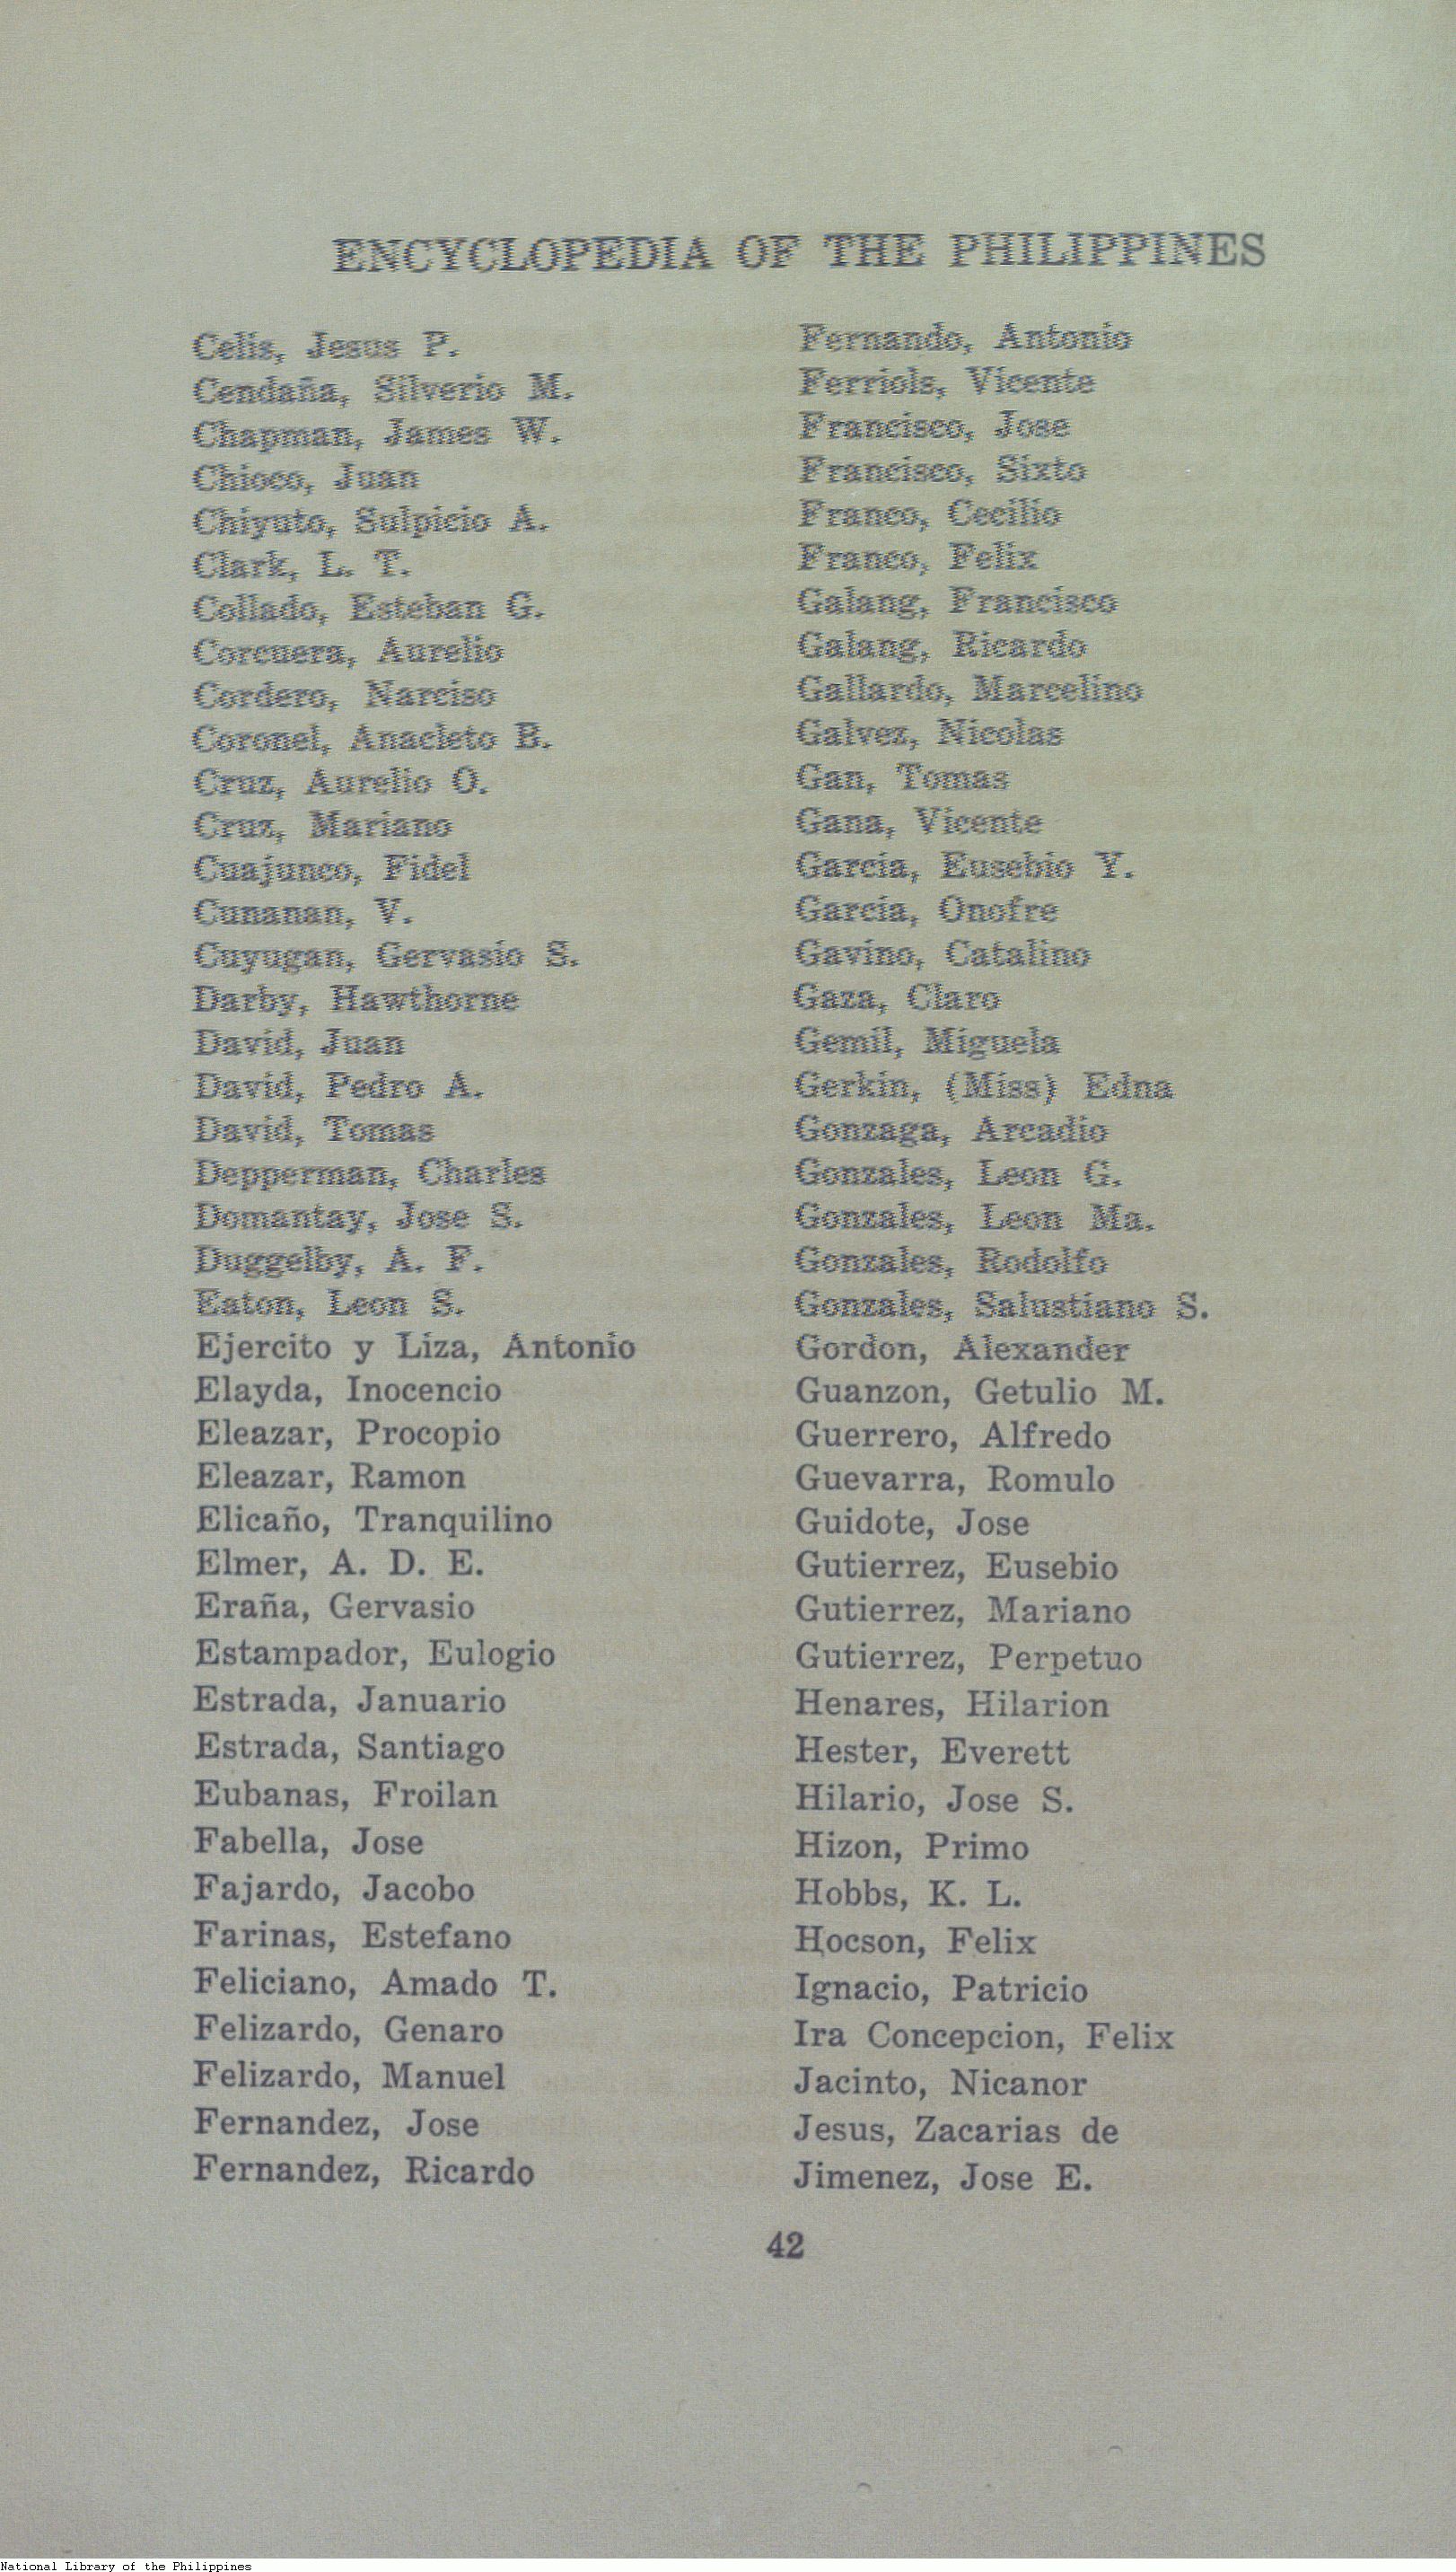 ENCYCLOPEDIA OF THE PHILIPPINES
Celis, Jesus P.
Cendaña, Silverio M.
Chapman, James W.
Chioco, Juan
Chiyuto, Sulpicio A.
Clark, L. T.
Collado, Esteban G.
Corcuera, Aurelio
Cordero, Narciso
Coronel, Anacleto B.
Cruz, Aurelio O.
Cruz, Mariano
Cuajunco, Fidel
Cunanan, V.
Cuyugan, Gervasio S.
Darby, Hawthorne
David, Juan
David, Pedro A.
David, Tomas
Depperman, Charles
Domantay, Jose S.
Duggelby, A. F.
Eaton, Leon S.
Ejercito y Liza, Antonio
Elayda, Inocencio
Eleazar, Procopio
Eleazar, Ramon
Elicaño, Tranquilino
Elmer, A. D. E.
Eraña, Gervasio
Estampador, Eulogio
Estrada, Januario
Estrada, Santiago
Eubanas, Froilan
Fabella, Jose
Fajardo, Jacobo
Farinas, Estefano
Feliciano, Amado T.
Felizardo, Genaro
Felizardo, Manuel
Fernandez, Jose
Fernandez, Ricardo
Fernando, Antonio
Ferriols, Vicente
Francisco, Jose
Francisco, Sixto
Franco, Cecilio
Franco, Felix
Galang, Francisco
Galang, Ricardo
Gallardo, Marcelino
Galvez, Nicolas
Gan, Tomas
Gana, Vicente
Garcia, Eusebio Y.
Garcia, Onofre
Gavino, Catalino
Gaza, Claro
Gemil, Miguela
Gerkin, (Miss) Edna
Gonzaga, Arcadio
Gonzales, Leon G.
Gonzales, Leon Ma.
Gonzales, Rodolfo
Gonzales, Salustiano S.
Gordon, Alexander
Guanzon, Getulio M.
Guerrero, Alfredo
Guevarra, Romulo
Guidote, Jose
Gutierrez, Eusebio
Gutierrez, Mariano
Gutierrez, Perpetuo
Henares, Hilarion
Hester, Everett
Hilario, Jose S.
Hizon, Primo
Hobbs, K. L.
Hocson, Felix
Ignacio, Patricio
Ira Concepcion, Felix
Jacinto, Nicanor
Jesus, Zacarias de
Jimenez, Jose E.
42
National Library of the Philippines